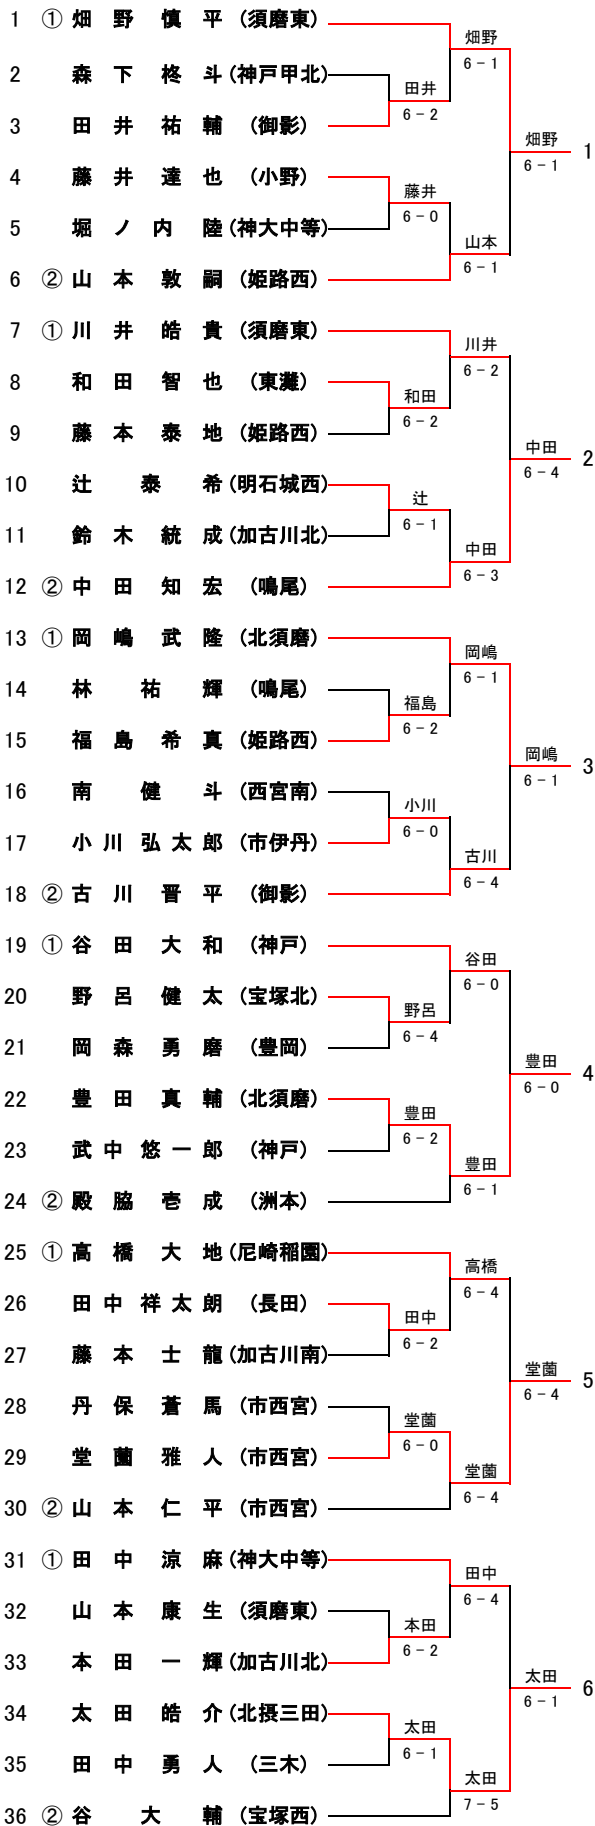 1 ① 畑野慎平 (須磨東)
畑野
6－1
2 森下柊斗 (神戸甲北)
田井
6－2
3 田井祐輔 (御影)
畑野
6－1
1
4 藤井達也 (小野)
藤井
6－0
5 堀ノ内陸 (神大中等)
山本
6－1
6 ② 山本敦嗣 (姫路西)
7 ① 川井皓貴 (須磨東)
川井
6－2
8 和田智也 (東灘)
和田
6－2
9 藤本泰地 (姫路西)
中田
6－4
2
10 辻泰希 (明石城西)
辻
6－1
11 鈴木統成 (加古川北)
中田
6－3
12 ② 中田知宏 (鳴尾)
13 ① 岡嶋武隆 (北須磨)
岡嶋
6－1
14 林祐輝 (鳴尾)
福島
6－2
15 福島希真 (姫路西)
岡嶋
6－1
3
16 南健斗 (西宮南)
小川
6－0
17 小川弘太郎 (市伊丹)
古川
6－4
18 ② 古川晋平 (御影)
19 ① 谷田大和 (神戸)
谷田
6－0
20 野呂健太 (宝塚北)
野呂
6－4
21 岡森勇磨 (豊岡)
豊田
6－0
4
22 豊田真輔 (北須磨)
豊田
6－2
23 武中悠一郎 (神戸)
豊田
6－1
24 ② 殿脇壱成 (洲本)
25 ① 高橋大地 (尼崎稲園)
高橋
6－4
26 田中祥太朗 (長田)
田中
6－2
27 藤本士龍 (加古川南)
堂薗
6－4
5
28 丹保蒼馬 (市西宮)
堂薗
6－0
29 堂薗雅人 (市西宮)
堂薗
6－4
30 ② 山本仁平 (市西宮)
31 ① 田中涼麻 (神大中等)
田中
6－4
32 山本康生 (須磨東)
本田
6－2
33 本田一輝 (加古川北)
太田
6－1
6
34 太田皓介 (北摂三田)
太田
6－1
35 田中勇人 (三木)
太田
7－5
36 ② 谷大輔 (宝塚西)